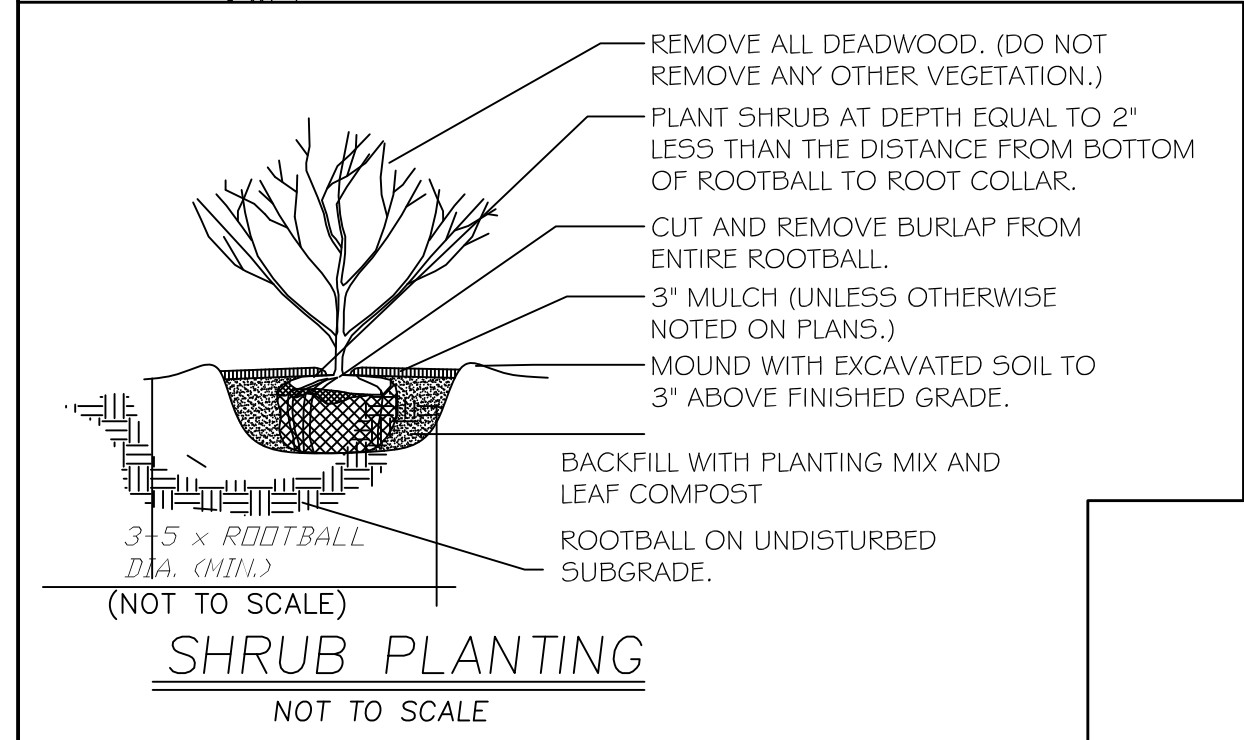 REMOVE ALL DEADWOOD. (DO NOT
REMOVE ANY OTHER VEGETATION.)
PLANT SHRUB AT DEPTH EQUAL TO 2"
LESS THAN THE DISTANCE FROM BOTTOM
OF ROOTBALL TO ROOT COLLAR.
CUT AND REMOVE BURLAP FROM
ENTIRE ROOTBALL.
3" MULCH (UNLESS OTHERWISE
NOTED ON PLANS.)
MOUND WITH EXCAVATED SOIL TO
3" ABOVE FINISHED GRADE.
BACKFILL WITH PLANTING MIX AND
LEAF COMPOST
ROOTBALL ON UNDISTURBED
SUBGRADE.
3-5 x ROOTBALL
DIA. (MIN.)
(NOT TO SCALE)
SHRUB PLANTING
NOT TO SCALE